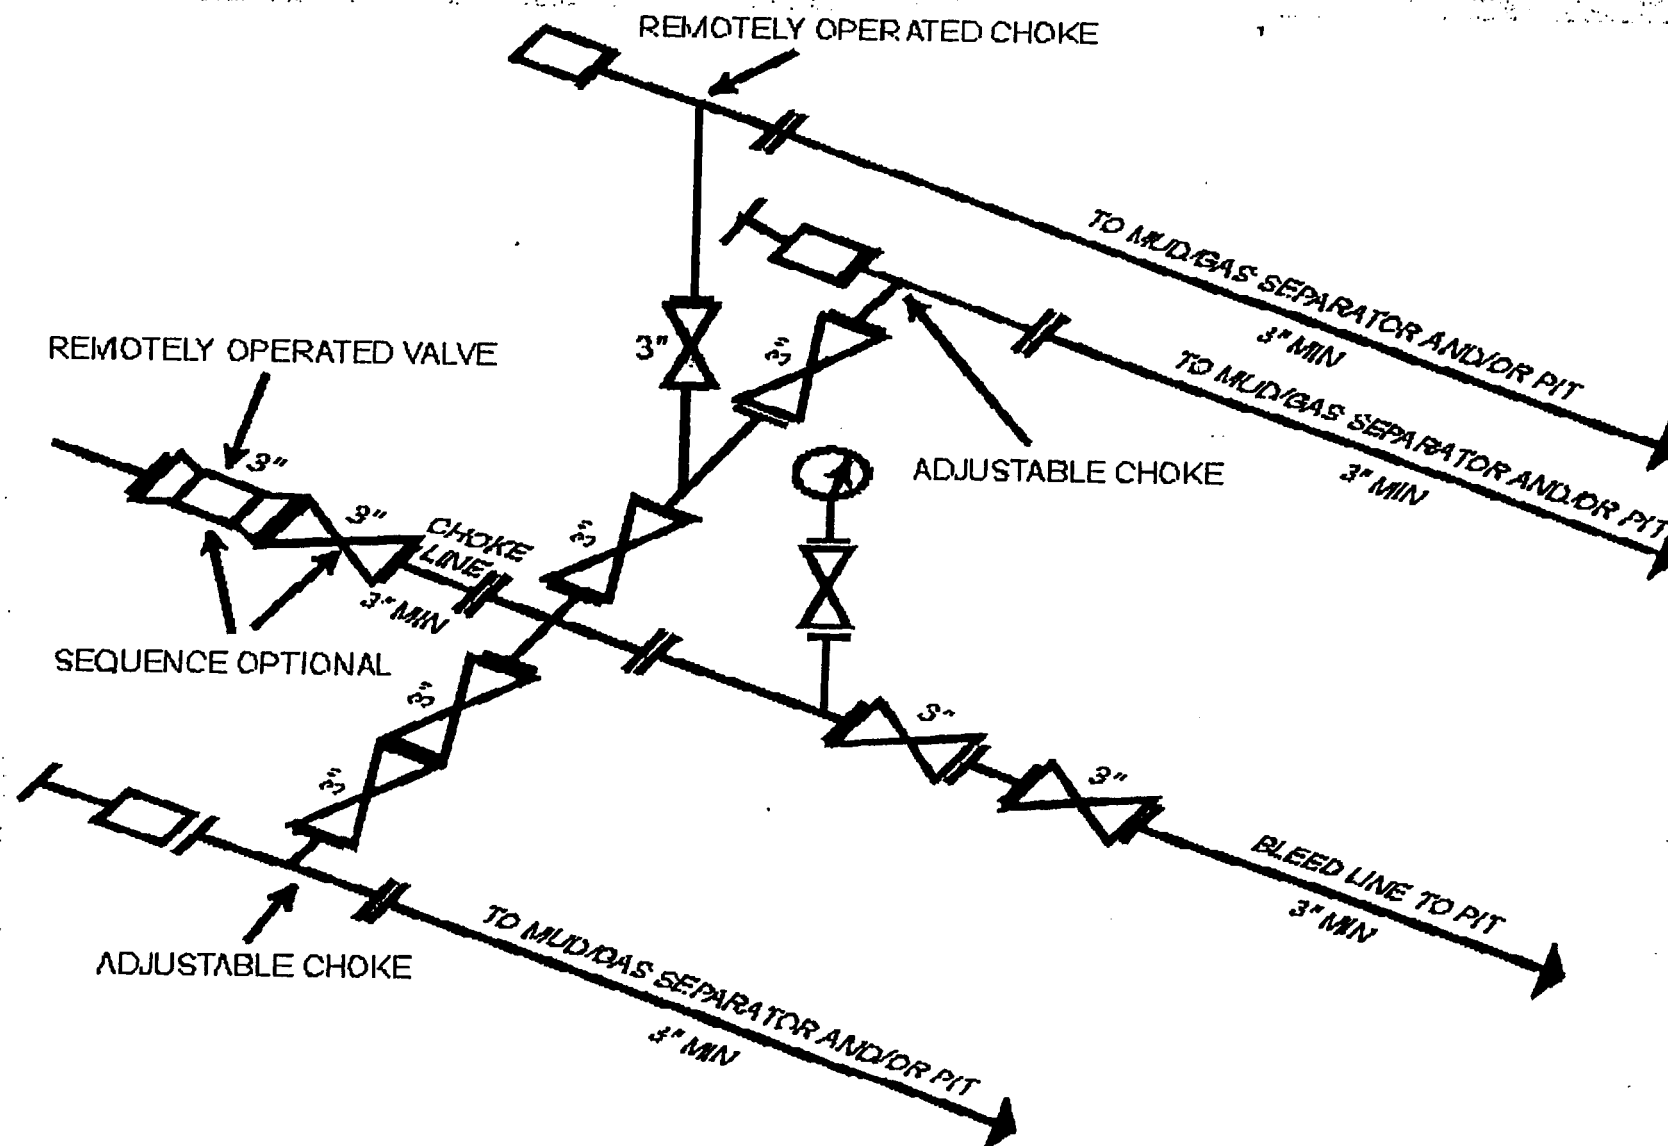 REMOTELY OPERATED CHOKE
TO MUD/GAS SEPARATOR AND/OR PIT
3" MIN
TO MUD/GAS SEPARATOR AND/OR PIT
3" MIN
REMOTELY OPERATED VALVE
3"
3"
ADJUSTABLE CHOKE
3"
3"
CHOKE
LINE
3" MIN
3"
SEQUENCE OPTIONAL
3"
3"
3"
3"
BLEED LINE TO PIT
3" MIN
ADJUSTABLE CHOKE
TO MUD/GAS SEPARATOR AND/OR PIT
3" MIN